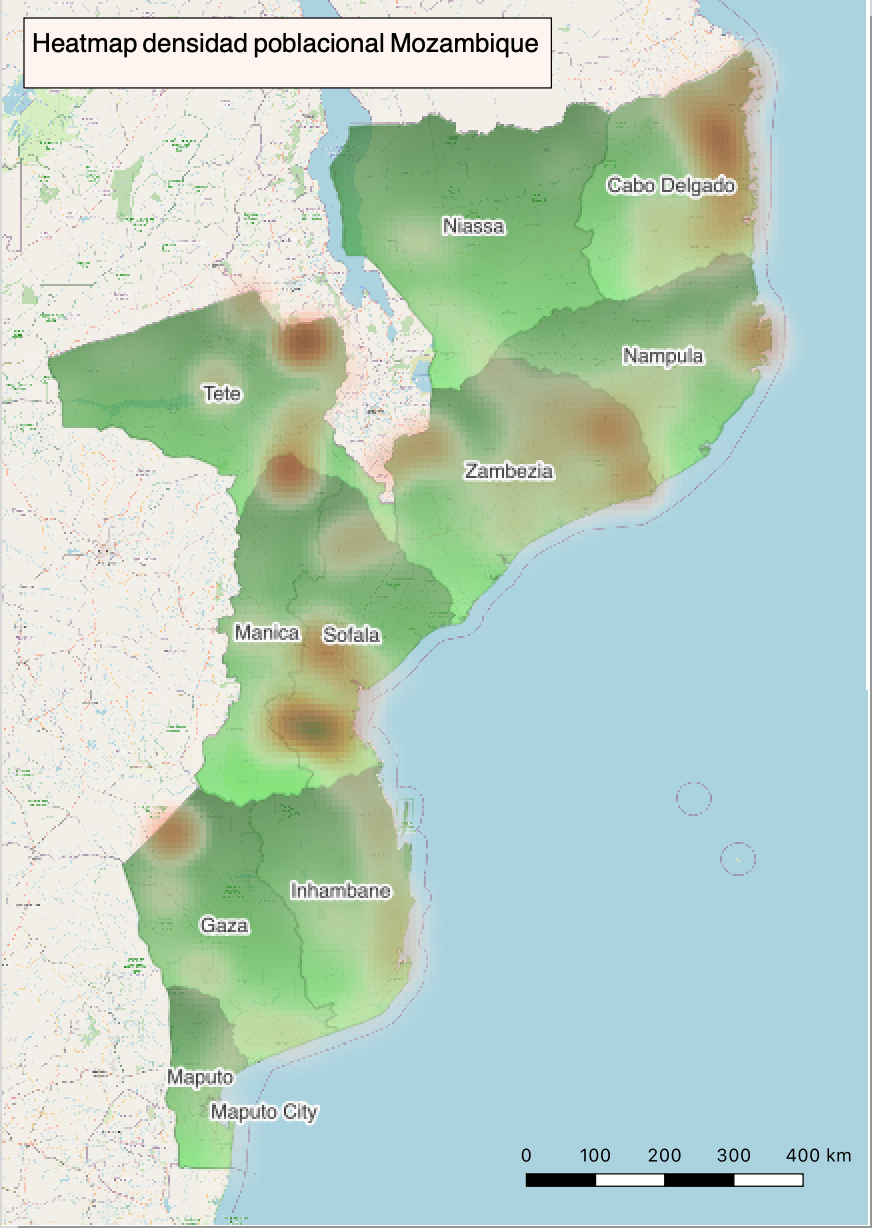 Heatmap densidad poblacional Mozambique
Cabo Delgado
Niassa
Nampula
Tete
Zambezia
Manica
Sofala
Inhambane
Gaza
Maputo
Maputo City
0 100 200 300 400 km